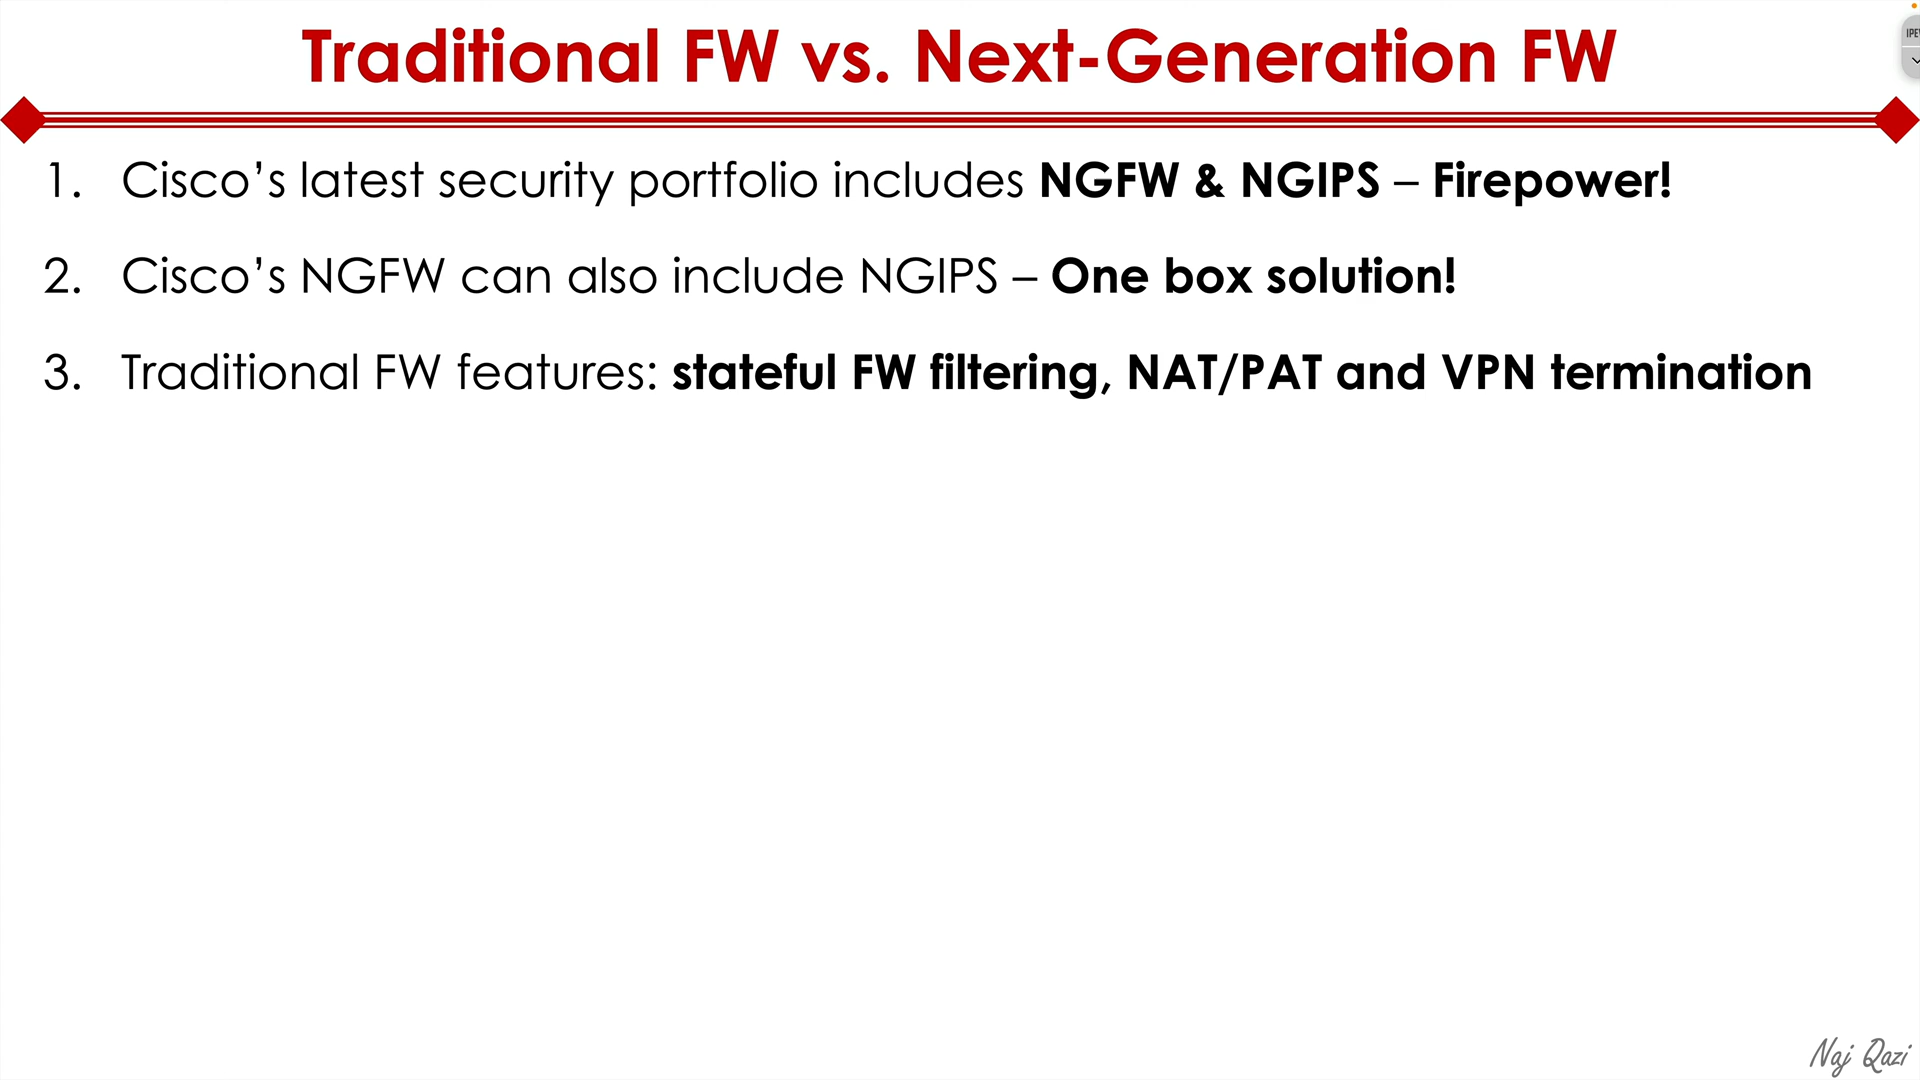 Traditional FW vs. Next-Generation FW
1. Cisco’s latest security portfolio includes NGFW & NGIPS – Firepower!
2. Cisco’s NGFW can also include NGIPS – One box solution!
3. Traditional FW features: stateful FW filtering, NAT/PAT and VPN termination
Naj Qazi